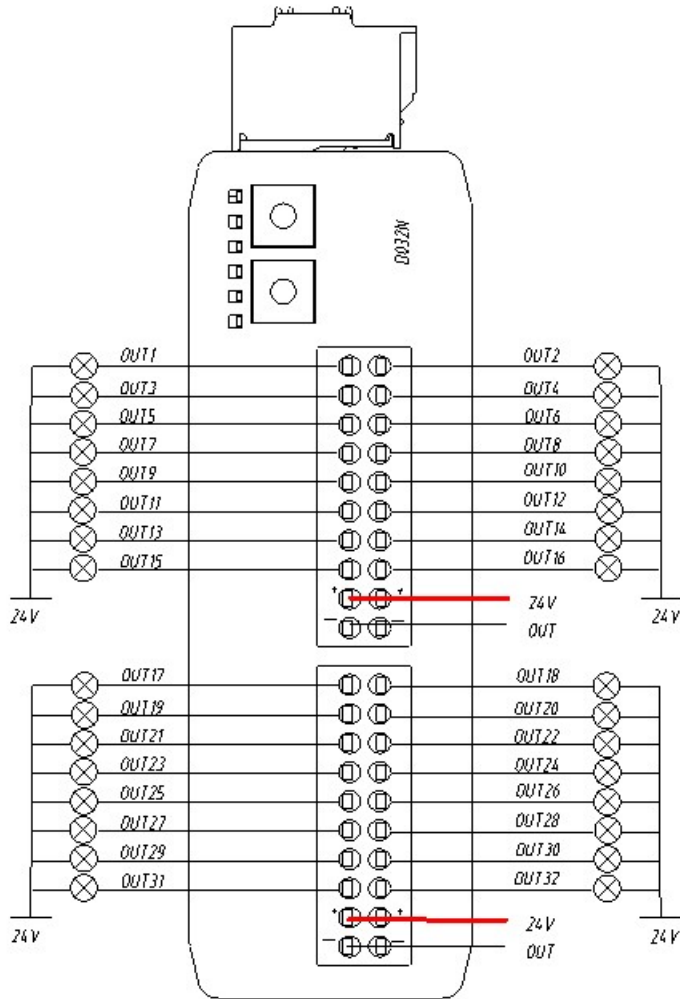 DO32N
OUT1 OUT2
OUT3 OUT4
OUT5 OUT6
OUT7 OUT8
OUT9 OUT10
OUT11 OUT12
OUT13 OUT14
OUT15 OUT16
+ +
24V 24V 24V
— — OUT
OUT17 OUT18
OUT19 OUT20
OUT21 OUT22
OUT23 OUT24
OUT25 OUT26
OUT27 OUT28
OUT29 OUT30
OUT31 OUT32
+ +
24V 24V 24V
— — OUT